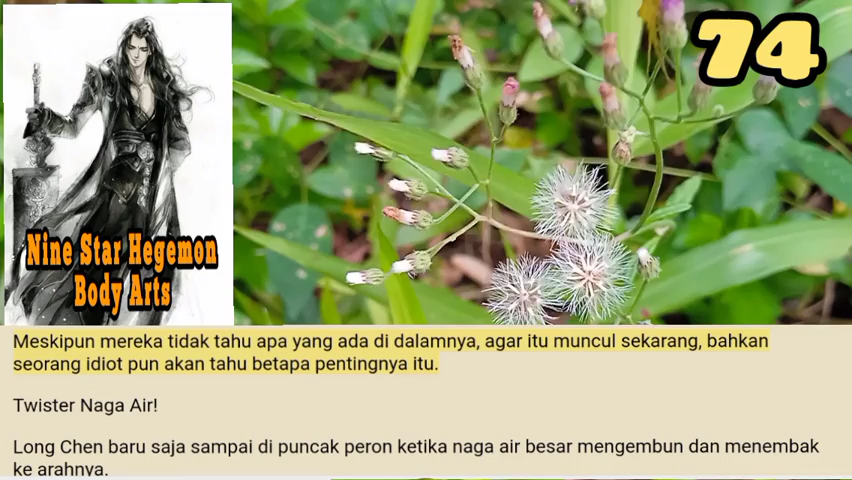 74
Nine Star Hegemon
Body Arts
Meskipun mereka tidak tahu apa yang ada di dalamnya, agar itu muncul sekarang, bahkan
seorang idiot pun akan tahu betapa pentingnya itu.
Twister Naga Air!
Long Chen baru saja sampai di puncak peron ketika naga air besar mengembun dan menembak
ke arahnya.